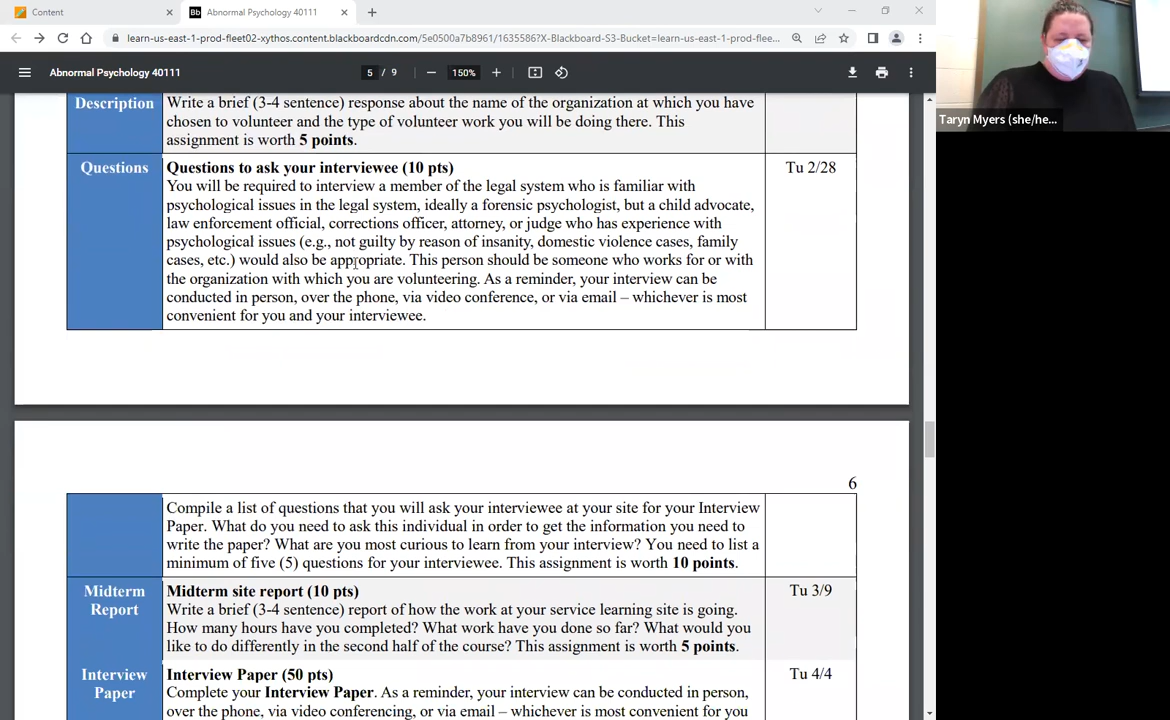 Content
Bb
Abnormal Psychology 40111
learn-us-east-1-prod-fleet02-xythos.content.blackboardcdn.com/5e0500a7b8961/1635586?X-Blackboard-S3-Bucket=learn-us-east-1-prod-flee...
Abnormal Psychology 40111
5 / 9
150%
Taryn Myers (she/he...
Description
Write a brief (3-4 sentence) response about the name of the organization at which you have
chosen to volunteer and the type of volunteer work you will be doing there. This
assignment is worth 5 points.
Questions
Questions to ask your interviewee (10 pts)
Tu 2/28
You will be required to interview a member of the legal system who is familiar with
psychological issues in the legal system, ideally a forensic psychologist, but a child advocate,
law enforcement official, corrections officer, attorney, or judge who has experience with
psychological issues (e.g., not guilty by reason of insanity, domestic violence cases, family
cases, etc.) would also be appropriate. This person should be someone who works for or with
the organization with which you are volunteering. As a reminder, your interview can be
conducted in person, over the phone, via video conference, or via email – whichever is most
convenient for you and your interviewee.
6
Compile a list of questions that you will ask your interviewee at your site for your Interview
Paper. What do you need to ask this individual in order to get the information you need to
write the paper? What are you most curious to learn from your interview? You need to list a
minimum of five (5) questions for your interviewee. This assignment is worth 10 points.
Midterm
Report
Midterm site report (10 pts)
Tu 3/9
Write a brief (3-4 sentence) report of how the work at your service learning site is going.
How many hours have you completed? What work have you done so far? What would you
like to do differently in the second half of the course? This assignment is worth 5 points.
Interview
Paper
Interview Paper (50 pts)
Tu 4/4
Complete your Interview Paper. As a reminder, your interview can be conducted in person,
over the phone, via video conferencing, or via email – whichever is most convenient for you